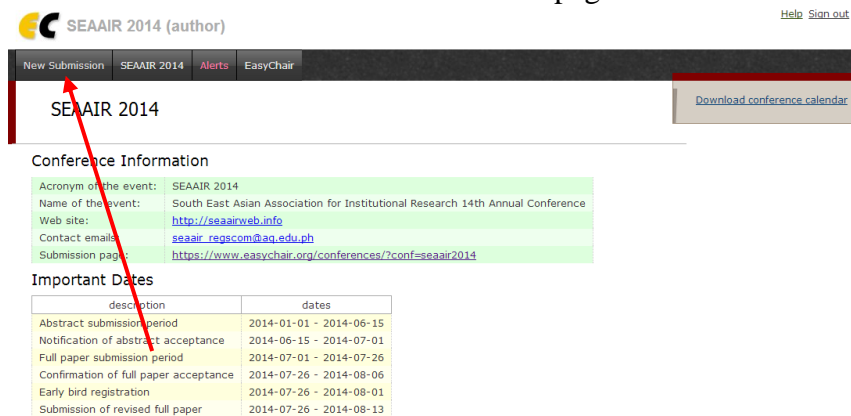 Help Sign out
EC SEAAIR 2014 (author)
New Submission SEAAIR 2014 Alerts EasyChair
Download conference calendar
SEAAIR 2014
Conference Information
Acronym of the event: SEAAIR 2014
Name of the event: South East Asian Association for Institutional Research 14th Annual Conference
Web site: http://seaairweb.info
Contact emails: seaair_regscom@aq.edu.ph
Submission page: https://www.easychair.org/conferences/?conf=seaair2014
Important Dates
description dates
Abstract submission period 2014-01-01 - 2014-06-15
Notification of abstract acceptance 2014-06-15 - 2014-07-01
Full paper submission period 2014-07-01 - 2014-07-26
Confirmation of full paper acceptance 2014-07-26 - 2014-08-06
Early bird registration 2014-07-26 - 2014-08-01
Submission of revised full paper 2014-07-26 - 2014-08-13